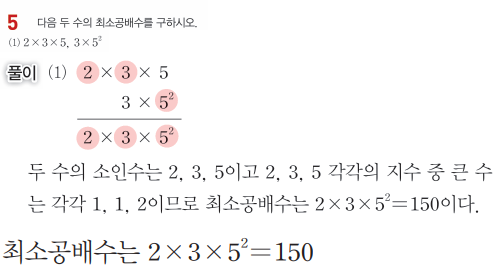 5 다음 두 수의 최소공배수를 구하시오.
(1) 2×3×5, 3×5²
풀이 (1) 2×3× 5
3 × 5²
2×3× 5²
두 수의 소인수는 2, 3, 5이고 2, 3, 5 각각의 지수 중 큰 수
는 각각 1, 1, 2이므로 최소공배수는 2×3×5²=150이다.
최소공배수는 2×3×5²=150